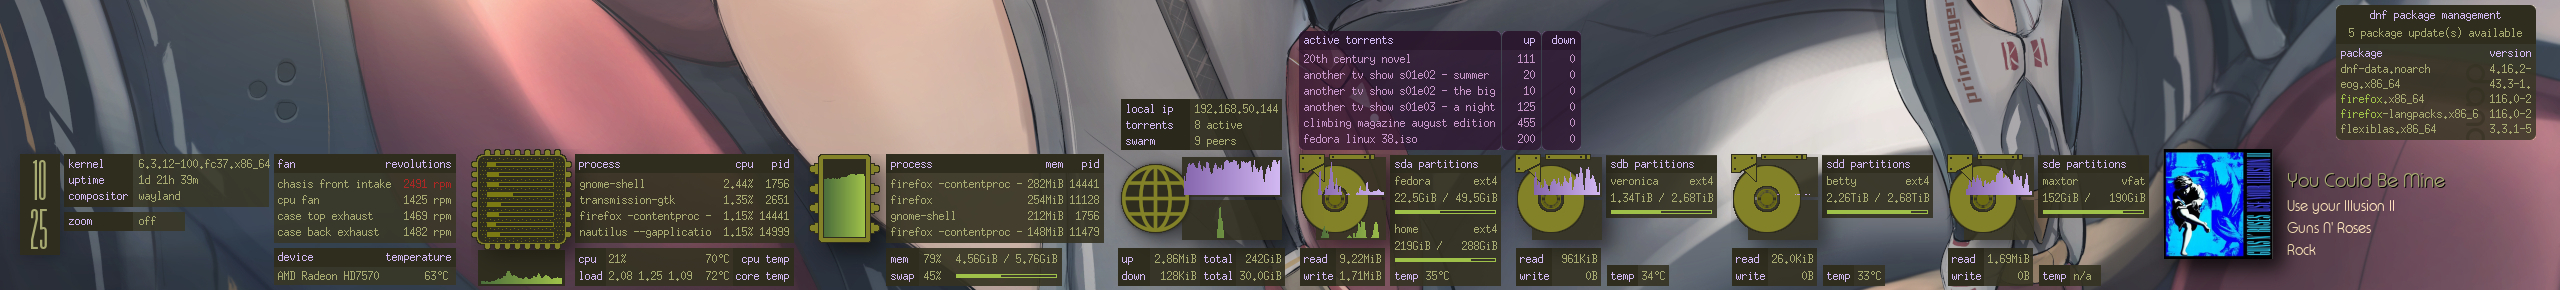 10
25
kernel 6.3.12-100.fc37.x86_64
uptime 1d 21h 39m
compositor wayland
zoom off
fan revolutions
chasis front intake 2491 rpm
cpu fan 1425 rpm
case top exhaust 1469 rpm
case back exhaust 1482 rpm
device temperature
AMD Radeon HD7570 63°C
process cpu pid
gnome-shell 2.44% 1756
transmission-gtk 1.35% 2651
firefox -contentproc - 1.15% 14441
nautilus --gapplicatio 1.15% 14999
cpu 21% 70°C cpu temp
load 2.08 1.25 1.09 72°C core temp
process mem pid
firefox -contentproc - 282MiB 14441
firefox 254MiB 11128
gnome-shell 212MiB 1756
firefox -contentproc - 148MiB 11479
mem 79% 4.56GiB / 5.76GiB
swap 45%
local ip 192.168.50.144
torrents 8 active
swarm 9 peers
up 2.86MiB total 242GiB
down 128KiB total 30.0GiB
active torrents up down
20th century novel 111 0
another tv show s01e02 - summer 20 0
another tv show s01e02 - the big 10 0
another tv show s01e03 - a night 125 0
climbing magazine august edition 455 0
fedora linux 38.iso 200 0
sda partitions
fedora ext4
22.5GiB / 49.5GiB
home ext4
219GiB / 288GiB
read 9.22MiB
write 1.71MiB
temp 35°C
sdb partitions
veronica ext4
1.34TiB / 2.68TiB
read 961KiB
write 0B
temp 34°C
sdd partitions
betty ext4
2.26TiB / 2.68TiB
read 26.0KiB
write 0B
temp 33°C
sde partitions
maxtor vfat
152GiB / 190GiB
read 1.69MiB
write 0B
temp n/a
GUNS N' ROSES USE YOUR ILLUSION II
You Could Be Mine
Use your Illusion II
Guns N' Roses
Rock
dnf package management
5 package update(s) available
package version
dnf-data.noarch 4.16.2-
eog.x86_64 43.3-1.
firefox.x86_64 116.0-2
firefox-langpacks.x86_6 116.0-2
flexiblas.x86_64 3.3.1-5